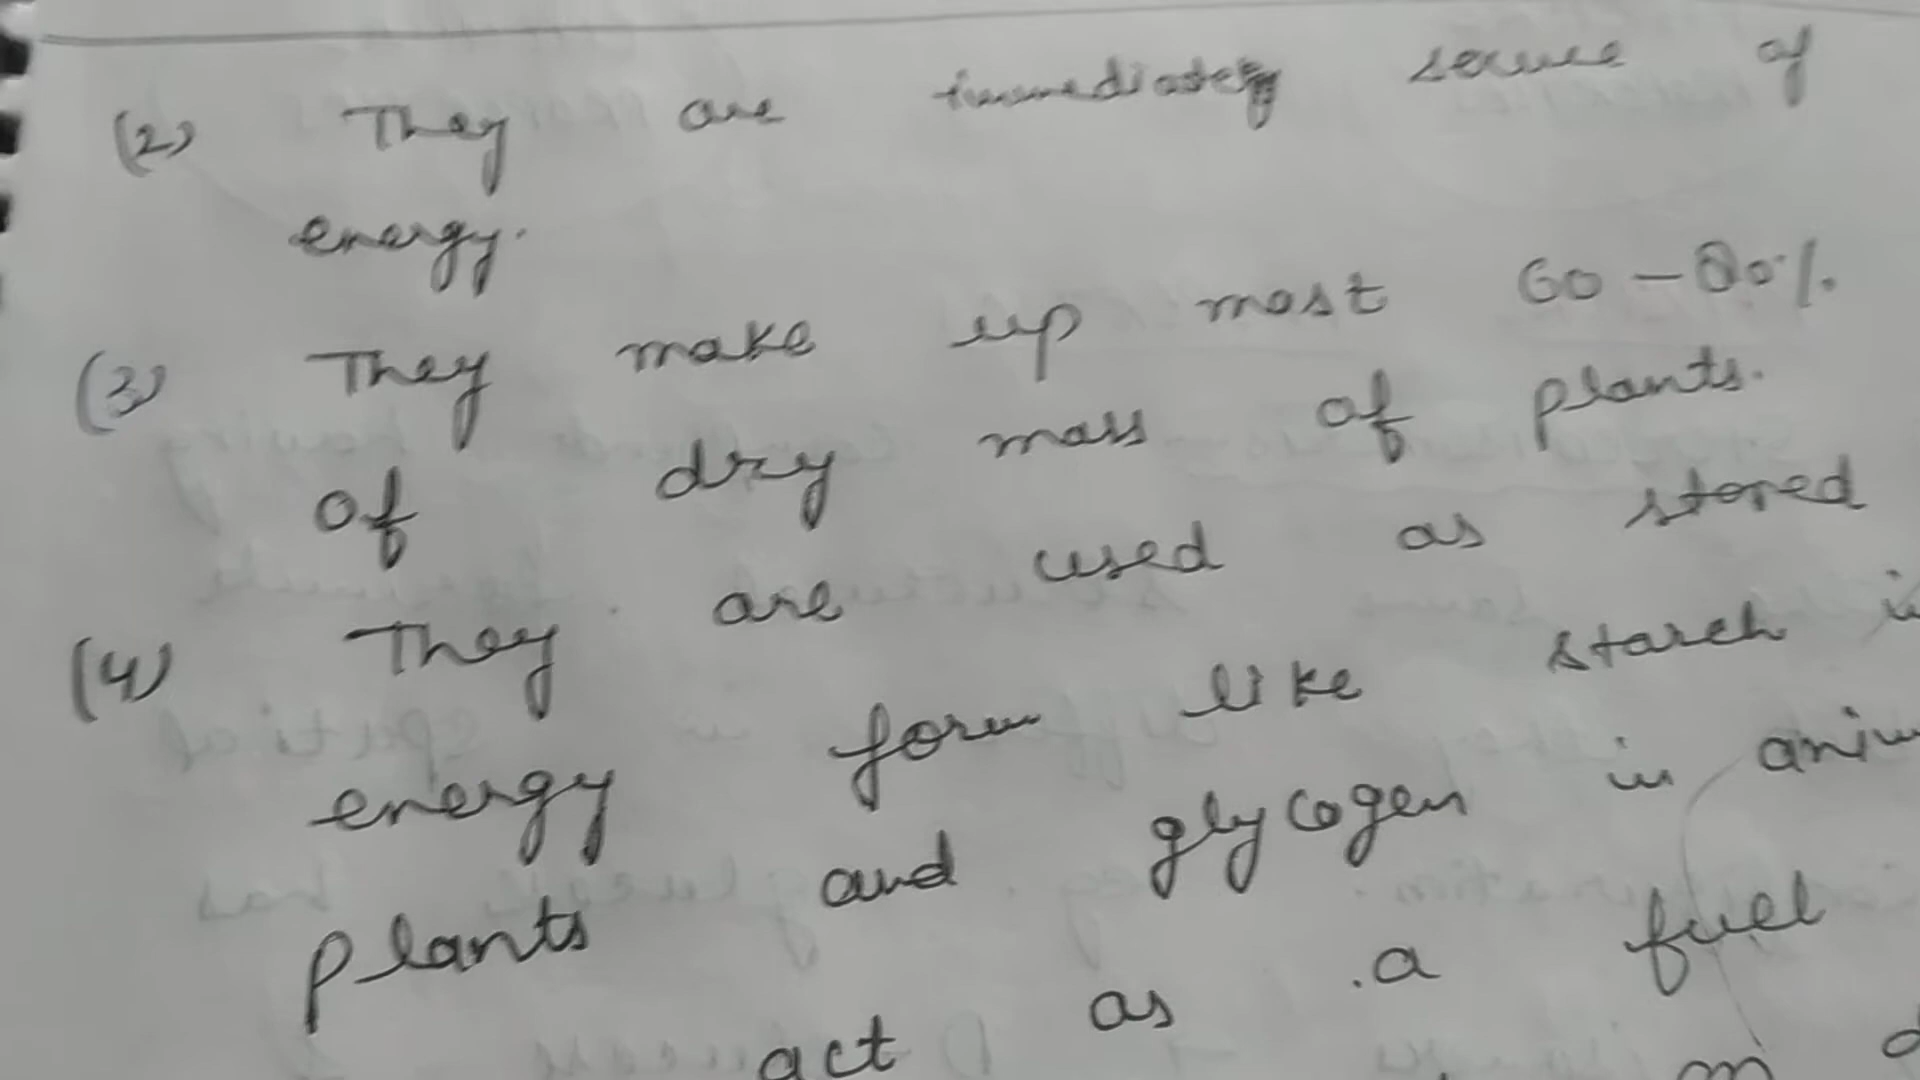 (2) They are immediately source of
energy.
(3) They make up most 60-80%
of dry mass of plants.
(4) They are used as stored
energy form like starch in
plants and glycogen in
act as a fuel